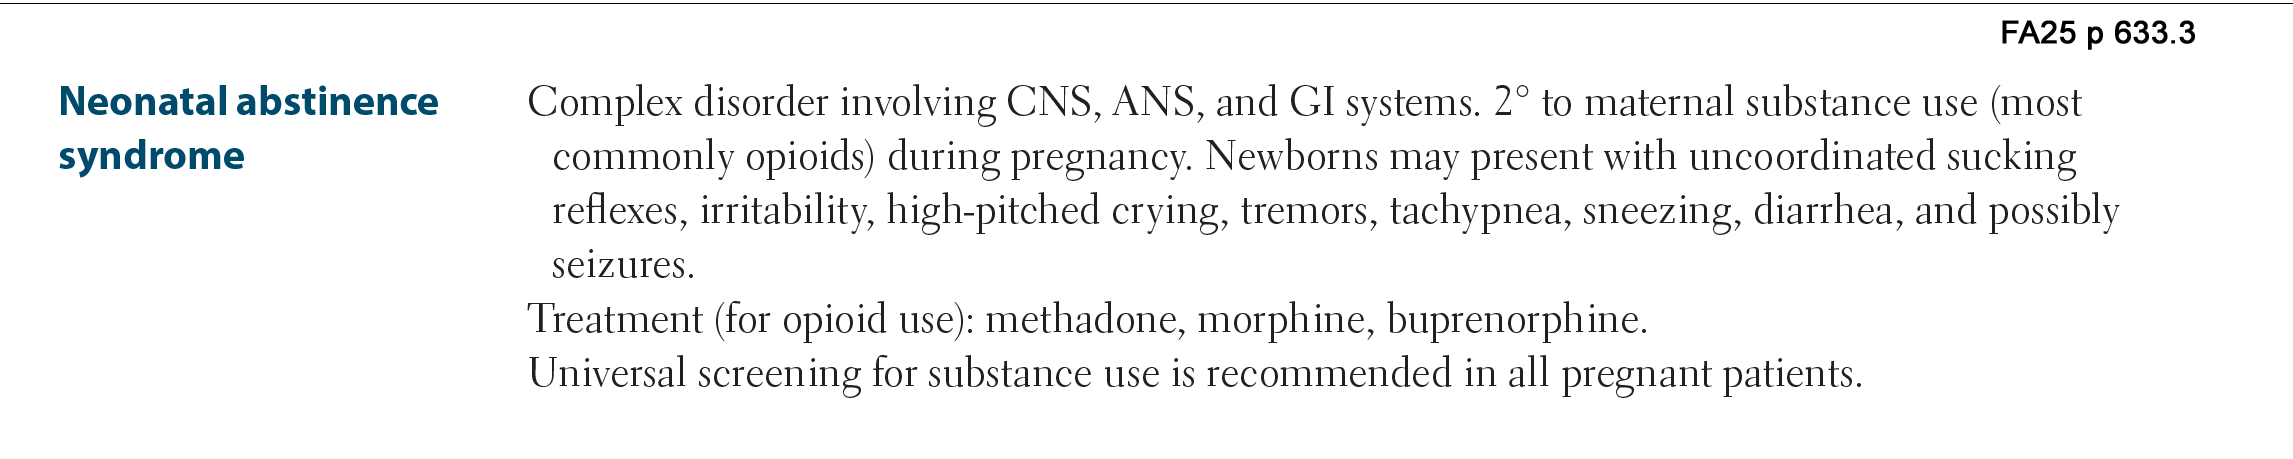 FA25 p 633.3
Neonatal abstinence
syndrome
Complex disorder involving CNS, ANS, and GI systems. 2° to maternal substance use (most
commonly opioids) during pregnancy. Newborns may present with uncoordinated sucking
reflexes, irritability, high-pitched crying, tremors, tachypnea, sneezing, diarrhea, and possibly
seizures.
Treatment (for opioid use): methadone, morphine, buprenorphine.
Universal screening for substance use is recommended in all pregnant patients.